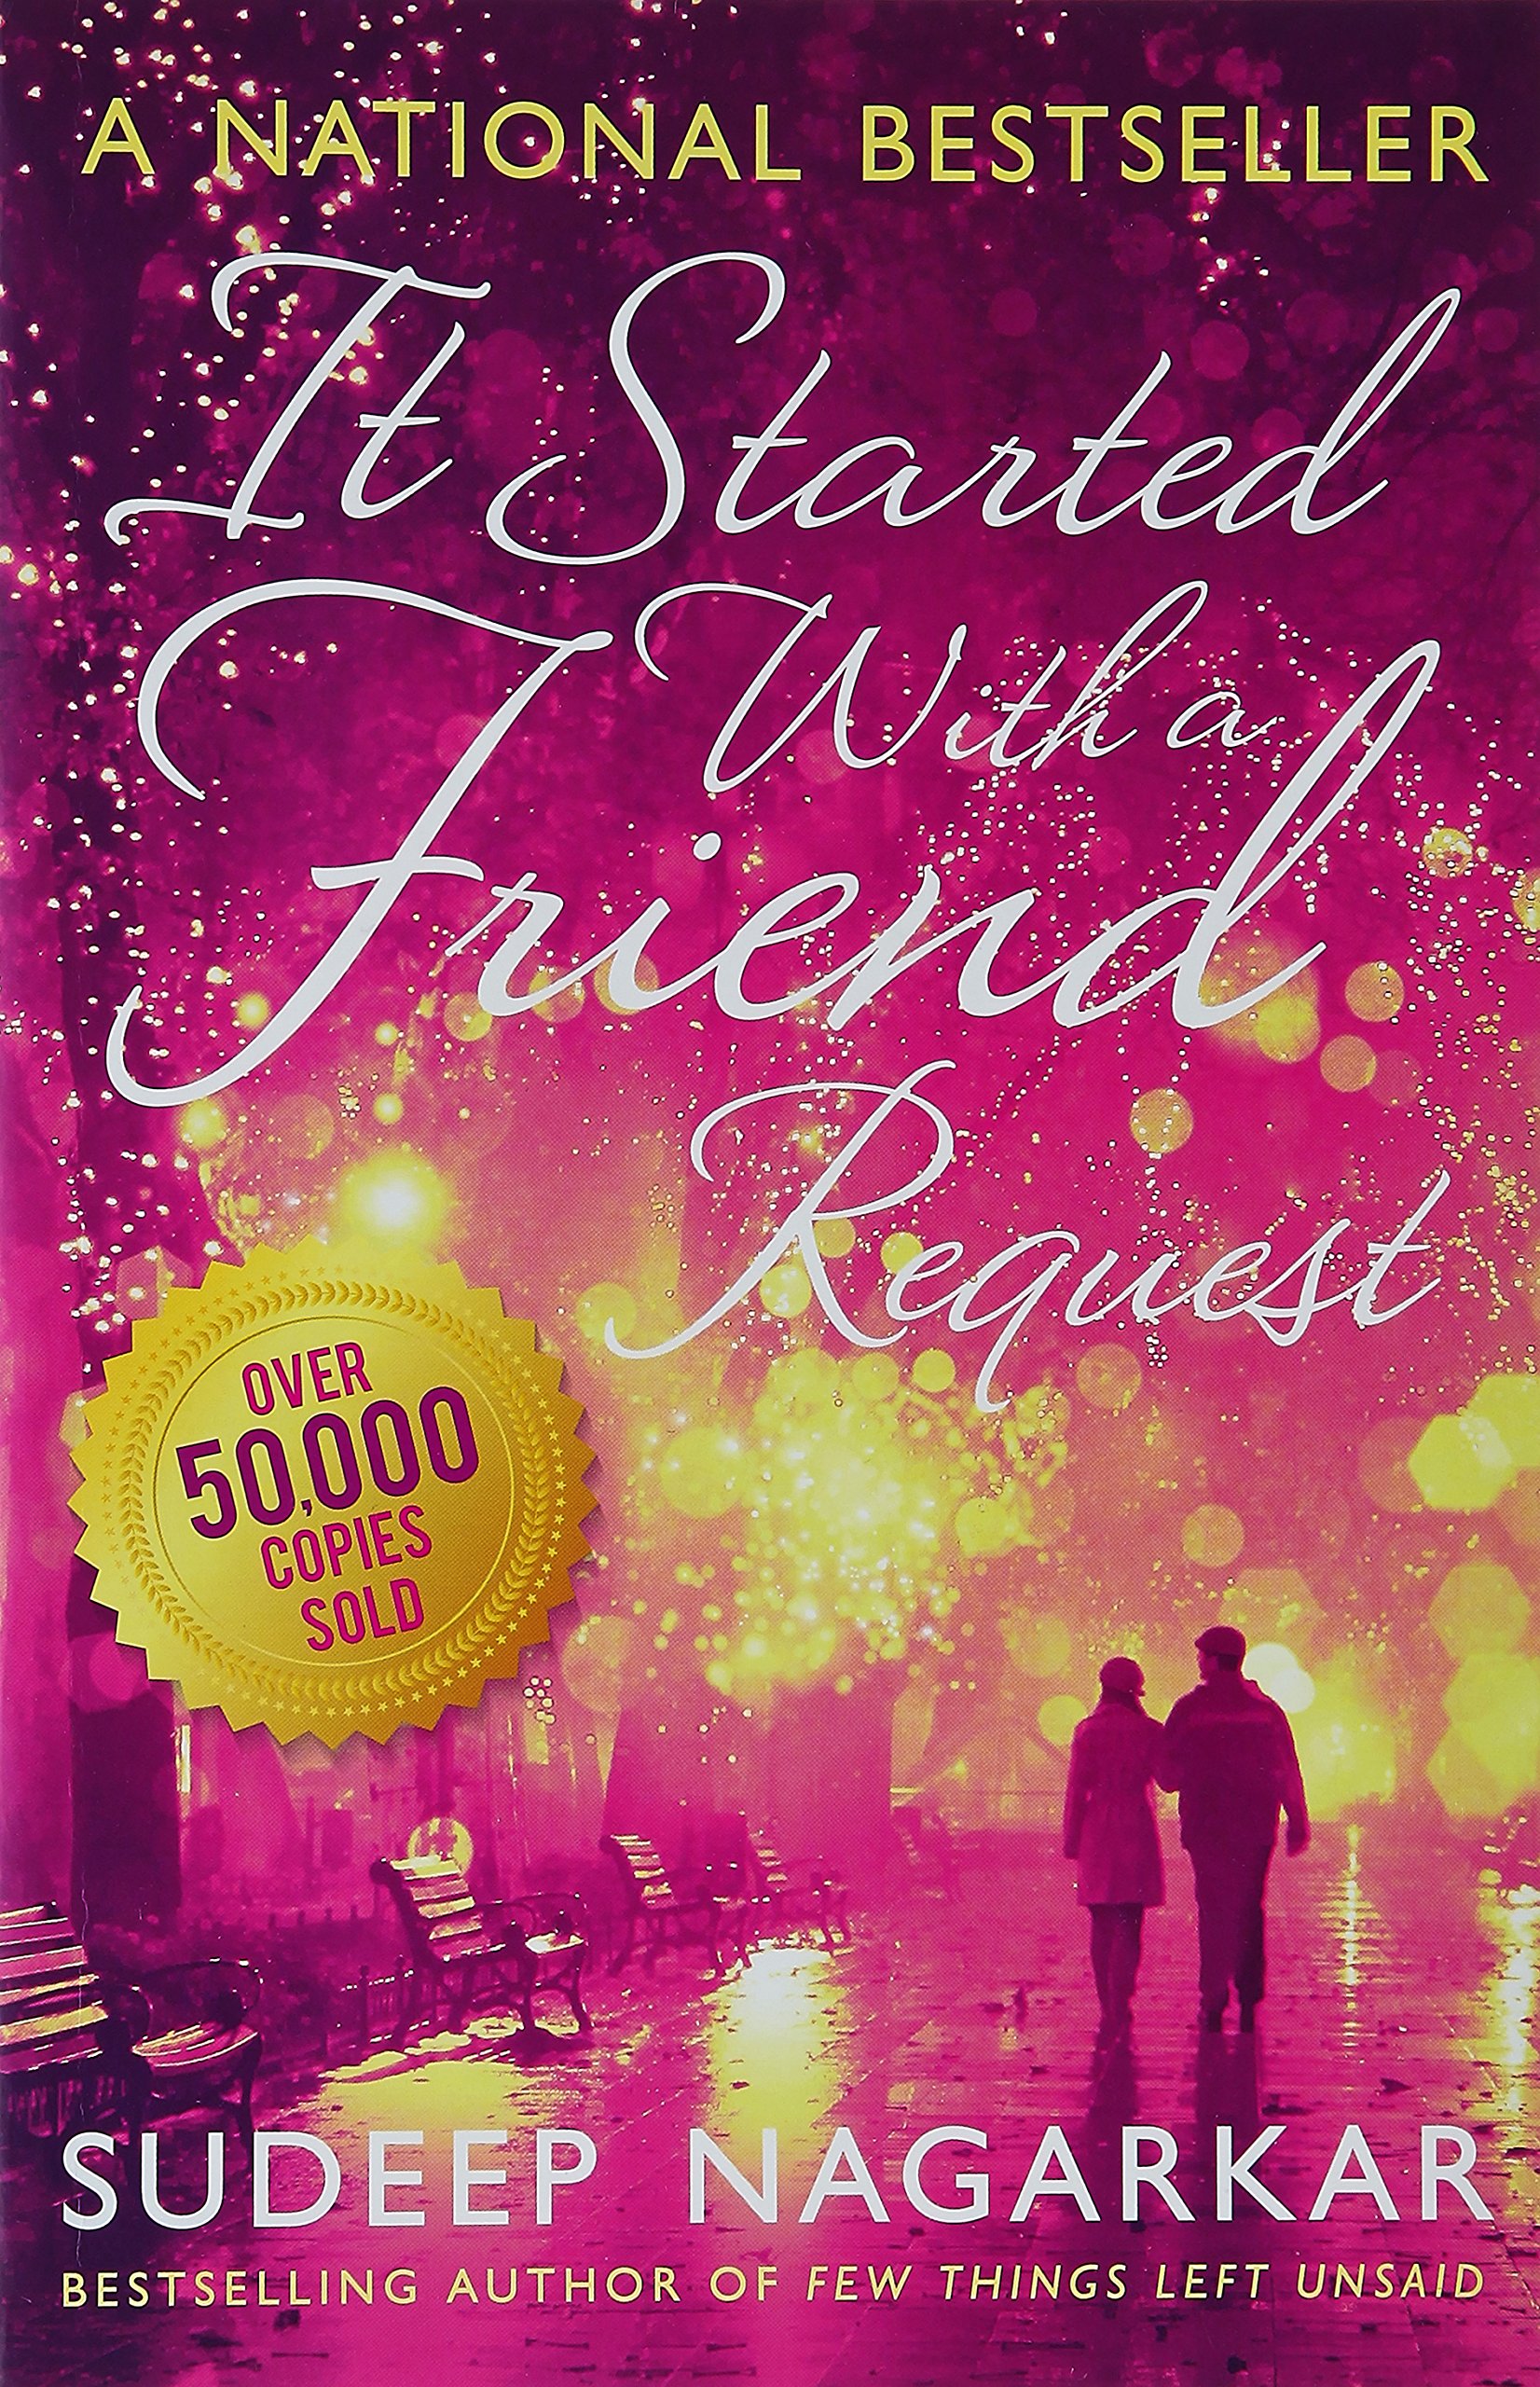 A NATIONAL BESTSELLER
It Started
With a
Friend
Request
OVER
50,000
COPIES
SOLD
SUDEEP NAGARKAR
BESTSELLING AUTHOR OF FEW THINGS LEFT UNSAID